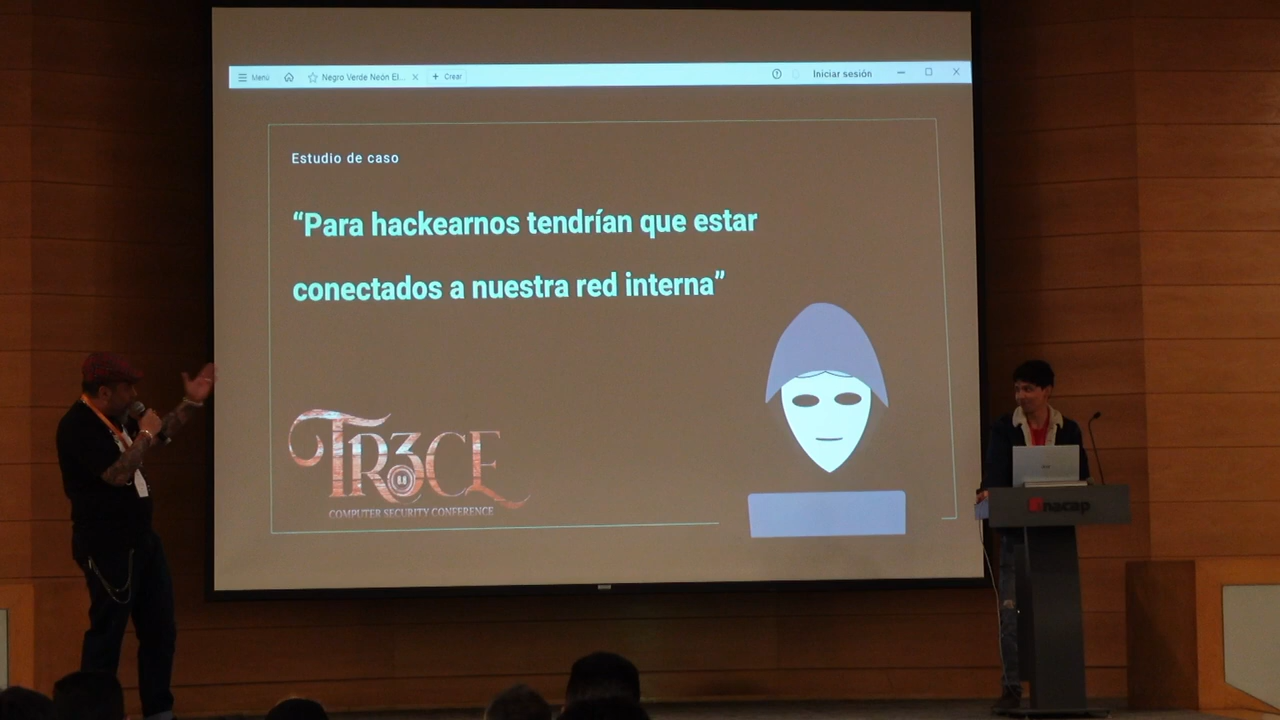 Menú
Negro Verde Neón El...
Crear
Iniciar sesión
Estudio de caso
“Para hackearnos tendrían que estar
conectados a nuestra red interna”
TR3CE
COMPUTER SECURITY CONFERENCE
inacap